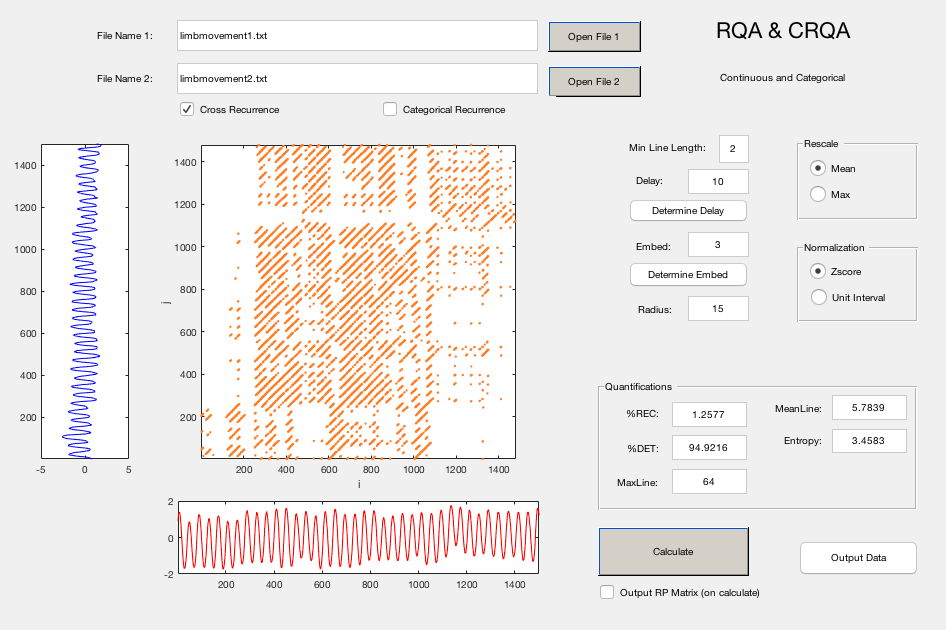 File Name 1: limbmovement1.txt Open File 1 RQA & CRQA
File Name 2: limbmovement2.txt Open File 2 Continuous and Categorical
Cross Recurrence Categorical Recurrence
Min Line Length: 2
Delay: 10
Determine Delay
Embed: 3
Determine Embed
Radius: 15
Rescale
Mean
Max
Normalization
Zscore
Unit Interval
1400
1200
1000
800
600
400
200
-5 0 5
1400
1200
1000
800
600
400
200
j
200 400 600 800 1000 1200 1400
i
2
0
-2
200 400 600 800 1000 1200 1400
Quantifications
%REC: 1.2577
%DET: 94.9216
MaxLine: 64
MeanLine: 5.7839
Entropy: 3.4583
Calculate
Output Data
Output RP Matrix (on calculate)